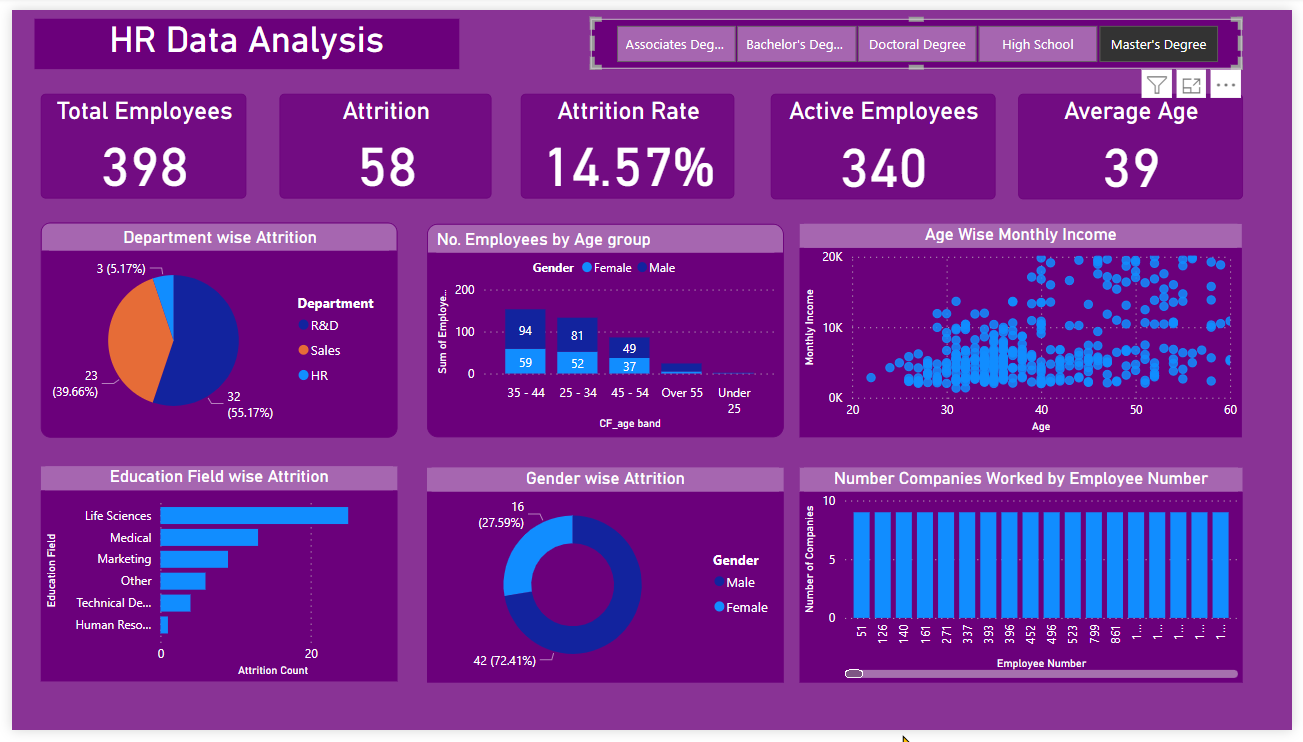 HR Data Analysis
Associates Deg...
Bachelor's Deg...
Doctoral Degree
High School
Master's Degree
Total Employees
398
Attrition
58
Attrition Rate
14.57%
Active Employees
340
Average Age
39
Department wise Attrition
3 (5.17%)
23
(39.66%)
32
(55.17%)
Department
R&D
Sales
HR
No. Employees by Age group
Gender Female Male
Sum of Employe...
200
100
0
94
59
81
52
49
37
35 - 44
25 - 34
45 - 54
Over 55
Under
25
CF_age band
Age Wise Monthly Income
Monthly Income
20K
10K
0K
20
30
40
50
60
Age
Education Field wise Attrition
Education Field
Life Sciences
Medical
Marketing
Other
Technical De...
Human Reso...
0
20
Attrition Count
Gender wise Attrition
16
(27.59%)
42 (72.41%)
Gender
Male
Female
Number Companies Worked by Employee Number
Number of Companies
10
5
0
51
126
140
161
271
337
393
396
452
496
523
799
861
1...
1...
1...
1...
1...
Employee Number